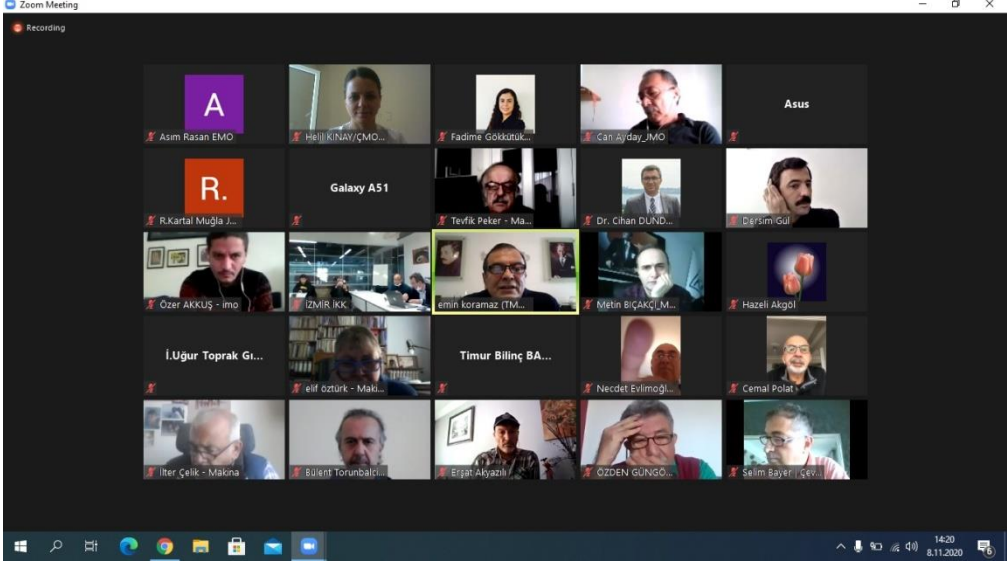 Zoom Meeting
Recording
A
Asım Rasan EMO
Helil KINAY/ÇMO...
Fadime Gökkütük...
Can Ayday_JMO
Asus
R.
R.Kartal Muğla J...
Galaxy A51
Tevfik Peker - Ma...
Dr. Cihan DÜND...
Dersim Gül
Özer AKKUŞ - imo
İZMİR İKK
emin koramaz (TM...
Metin BIÇAKÇI_M...
Hazeli Akgöl
İ.Uğur Toprak Gı...
elif öztürk - Maki...
Timur Bilinç BA...
Necdet Evlimoğl...
Cemal Polat
İlter Çelik - Makina
Bülent Torunbalcı...
Erşat Akyazılı
ÖZDEN GÜNGÖ...
Selim Bayer | Çev...
14:20
8.11.2020
6